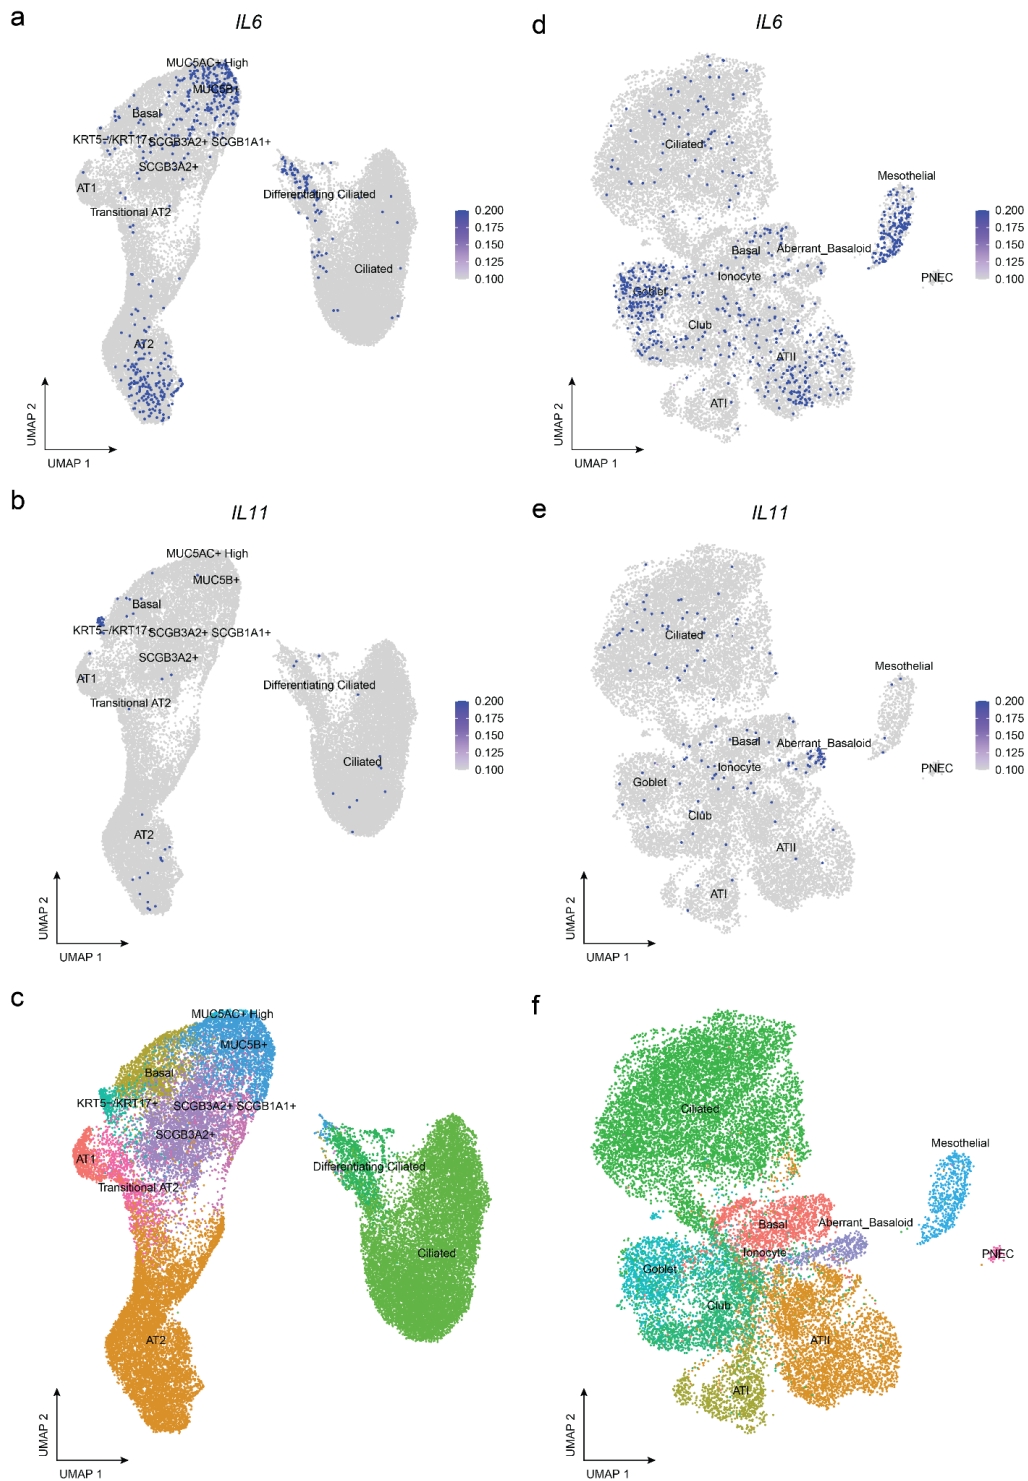 a
IL6
MUC5AC+ High
MUC5B+
Basal
KRT5−/KRT17+
SCGB3A2+ SCGB1A1+
SCGB3A2+
AT1
Transitional AT2
AT2
Differentiating Ciliated
Ciliated
0.200
0.175
0.150
0.125
0.100
UMAP 2
UMAP 1
d
IL6
Ciliated
Mesothelial
Basal
Aberrant_Basaloid
Ionocyte
PNEC
Goblet
Club
ATII
ATI
0.200
0.175
0.150
0.125
0.100
UMAP 2
UMAP 1
b
IL11
MUC5AC+ High
MUC5B+
Basal
KRT5−/KRT17+
SCGB3A2+ SCGB1A1+
SCGB3A2+
AT1
Transitional AT2
AT2
Differentiating Ciliated
Ciliated
0.200
0.175
0.150
0.125
0.100
UMAP 2
UMAP 1
e
IL11
Ciliated
Mesothelial
Basal
Aberrant_Basaloid
Ionocyte
PNEC
Goblet
Club
ATII
ATI
0.200
0.175
0.150
0.125
0.100
UMAP 2
UMAP 1
c
MUC5AC+ High
MUC5B+
Basal
KRT5−/KRT17+
SCGB3A2+ SCGB1A1+
SCGB3A2+
AT1
Transitional AT2
AT2
Differentiating Ciliated
Ciliated
UMAP 2
UMAP 1
f
Ciliated
Mesothelial
Basal
Aberrant_Basaloid
Ionocyte
PNEC
Goblet
Club
ATII
ATI
UMAP 2
UMAP 1